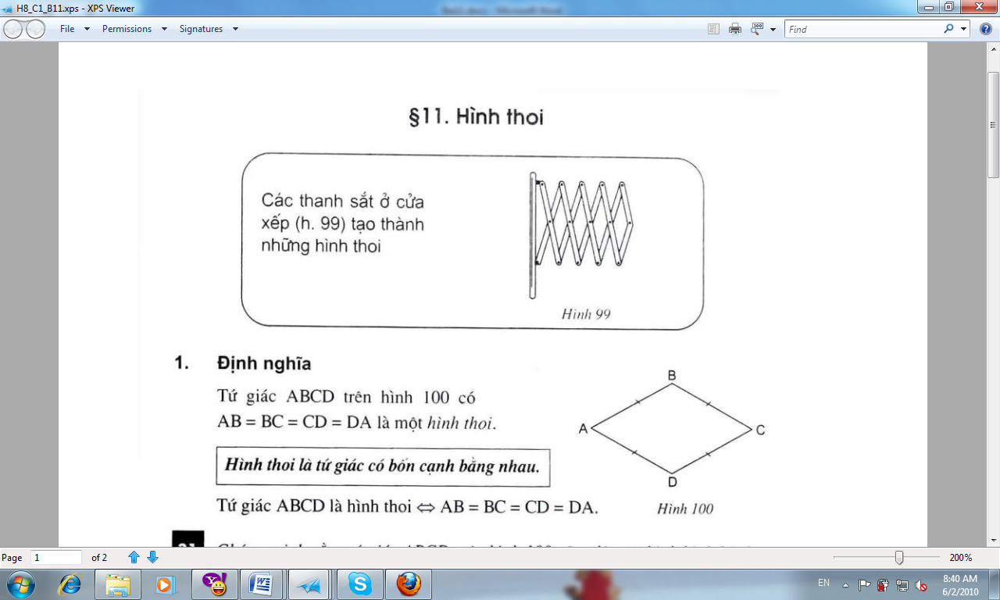 H8_C1_B11.xps - XPS Viewer
File Permissions Signatures
Find
§11. Hình thoi
Các thanh sắt ở cửa
xếp (h. 99) tạo thành
những hình thoi
Hình 99
1. Định nghĩa
Tứ giác ABCD trên hình 100 có
AB = BC = CD = DA là một hình thoi.
Hình thoi là tứ giác có bốn cạnh bằng nhau.
Tứ giác ABCD là hình thoi ⇔ AB = BC = CD = DA.
B
A
C
D
Hình 100
Page 1 of 2
200%
EN
8:40 AM
6/2/2010